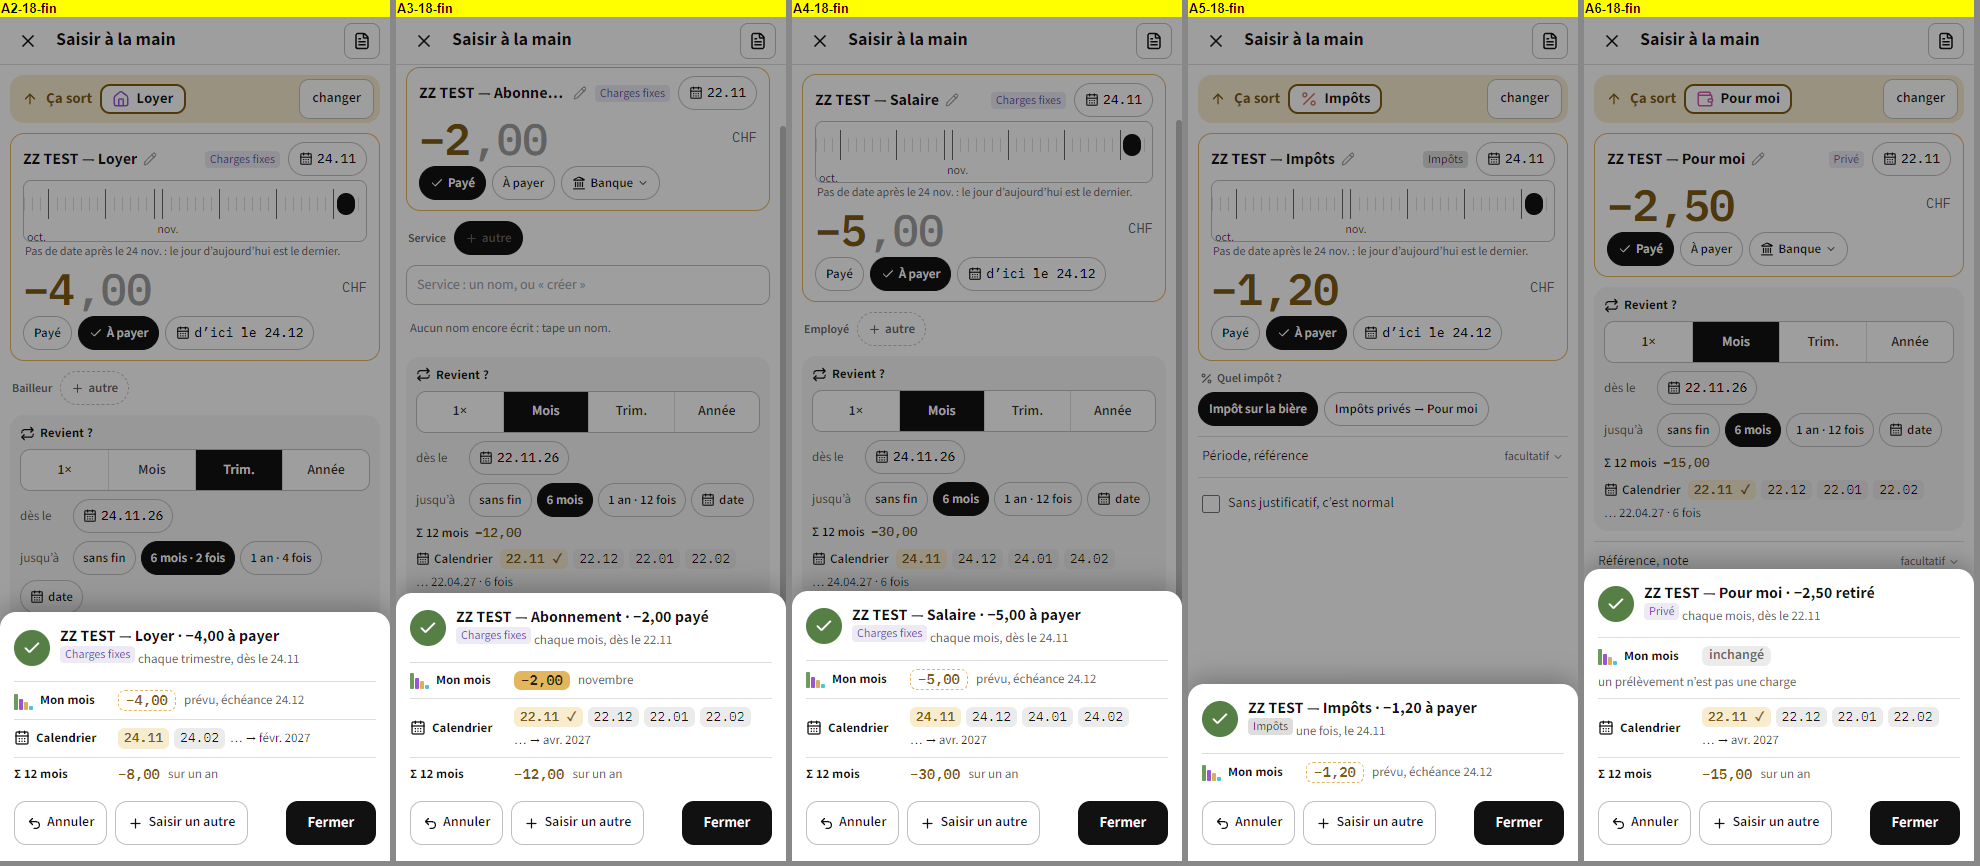 A2-18-fin
Saisir à la main
Ça sort
Loyer
changer
ZZ TEST — Loyer
Charges fixes
24.11
oct.
nov.
Pas de date après le 24 nov. : le jour d'aujourd'hui est le dernier.
−4,00
CHF
Payé
À payer
d'ici le 24.12
Bailleur
+ autre
Revient ?
1×
Mois
Trim.
Année
dès le
24.11.26
jusqu'à
sans fin
6 mois · 2 fois
1 an · 4 fois
date
ZZ TEST — Loyer · −4,00 à payer
Charges fixes
chaque trimestre, dès le 24.11
Mon mois
−4,00
prévu, échéance 24.12
Calendrier
24.11
24.02
… → févr. 2027
Σ 12 mois
−8,00
sur un an
Annuler
+ Saisir un autre
Fermer
A3-18-fin
Saisir à la main
ZZ TEST — Abonne…
Charges fixes
22.11
−2,00
CHF
✓ Payé
À payer
Banque
Service
+ autre
Service : un nom, ou « créer »
Aucun nom encore écrit : tape un nom.
Revient ?
1×
Mois
Trim.
Année
dès le
22.11.26
jusqu'à
sans fin
6 mois
1 an · 12 fois
date
Σ 12 mois −12,00
Calendrier
22.11 ✓
22.12
22.01
22.02
… 22.04.27 · 6 fois
ZZ TEST — Abonnement · −2,00 payé
Charges fixes
chaque mois, dès le 22.11
Mon mois
−2,00
novembre
Calendrier
22.11 ✓
22.12
22.01
22.02
… → avr. 2027
Σ 12 mois
−12,00
sur un an
Annuler
+ Saisir un autre
Fermer
A4-18-fin
Saisir à la main
ZZ TEST — Salaire
Charges fixes
24.11
oct.
nov.
Pas de date après le 24 nov. : le jour d'aujourd'hui est le dernier.
−5,00
CHF
Payé
✓ À payer
d'ici le 24.12
Employé
+ autre
Revient ?
1×
Mois
Trim.
Année
dès le
24.11.26
jusqu'à
sans fin
6 mois
1 an · 12 fois
date
Σ 12 mois −30,00
Calendrier
24.11
24.12
24.01
24.02
… 22.04.27 · 6 fois
ZZ TEST — Salaire · −5,00 à payer
Charges fixes
chaque mois, dès le 24.11
Mon mois
−5,00
prévu, échéance 24.12
Calendrier
24.11
24.12
24.01
24.02
… → avr. 2027
Σ 12 mois
−30,00
sur un an
Annuler
+ Saisir un autre
Fermer
A5-18-fin
Saisir à la main
Ça sort
Impôts
changer
ZZ TEST — Impôts
Impôts
24.11
oct.
nov.
Pas de date après le 24 nov. : le jour d'aujourd'hui est le dernier.
−1,20
CHF
Payé
✓ À payer
d'ici le 24.12
Quel impôt ?
Impôt sur la bière
Impôts privés → Pour moi
Période, référence
facultatif
Sans justificatif, c'est normal
ZZ TEST — Impôts · −1,20 à payer
Impôts
une fois, le 24.11
Mon mois
−1,20
prévu, échéance 24.12
Annuler
+ Saisir un autre
Fermer
A6-18-fin
Saisir à la main
Ça sort
Pour moi
changer
ZZ TEST — Pour moi
Privé
22.11
−2,50
CHF
✓ Payé
À payer
Banque
Revient ?
1×
Mois
Trim.
Année
dès le
22.11.26
jusqu'à
sans fin
6 mois
1 an · 12 fois
date
Σ 12 mois −15,00
Calendrier
22.11 ✓
22.12
22.01
22.02
… 22.04.27 · 6 fois
Référence, note
facultatif
ZZ TEST — Pour moi · −2,50 retiré
Privé
chaque mois, dès le 22.11
Mon mois
inchangé
un prélèvement n'est pas une charge
Calendrier
22.11 ✓
22.12
22.01
22.02
… → avr. 2027
Σ 12 mois
−15,00
sur un an
Annuler
+ Saisir un autre
Fermer